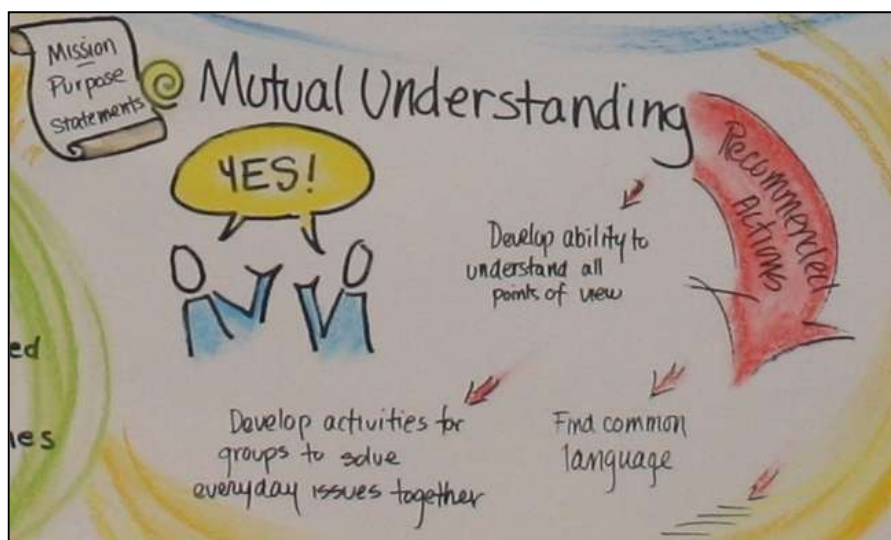 Mission
Purpose
Statements
Mutual Understanding
YES!
Recommended
ACTIONS
Develop ability to
understand all
points of view
Develop activities for
groups to solve
everyday issues together
Find common
language
ed
ies